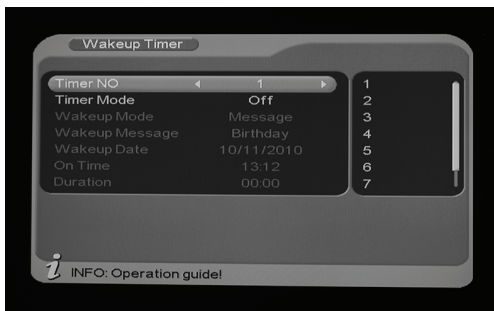 Wakeup Timer
Timer NO 1
Timer Mode Off
Wakeup Mode Message
Wakeup Message Birthday
Wakeup Date 10/11/2010
On Time 13:12
Duration 00:00
1
2
3
4
5
6
7
i INFO: Operation guide!